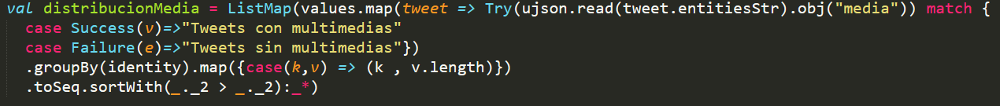 val distribucionMedia = ListMap(values.map(tweet => Try(ujson.read(tweet.entitiesStr).obj("media")) match {
case Success(v)=>"Tweets con multimedias"
case Failure(e)=>"Tweets sin multimedias"})
.groupBy(identity).map({case(k,v) => (k , v.length)})
.toSeq.sortWith(_._2 > _._2):_*)